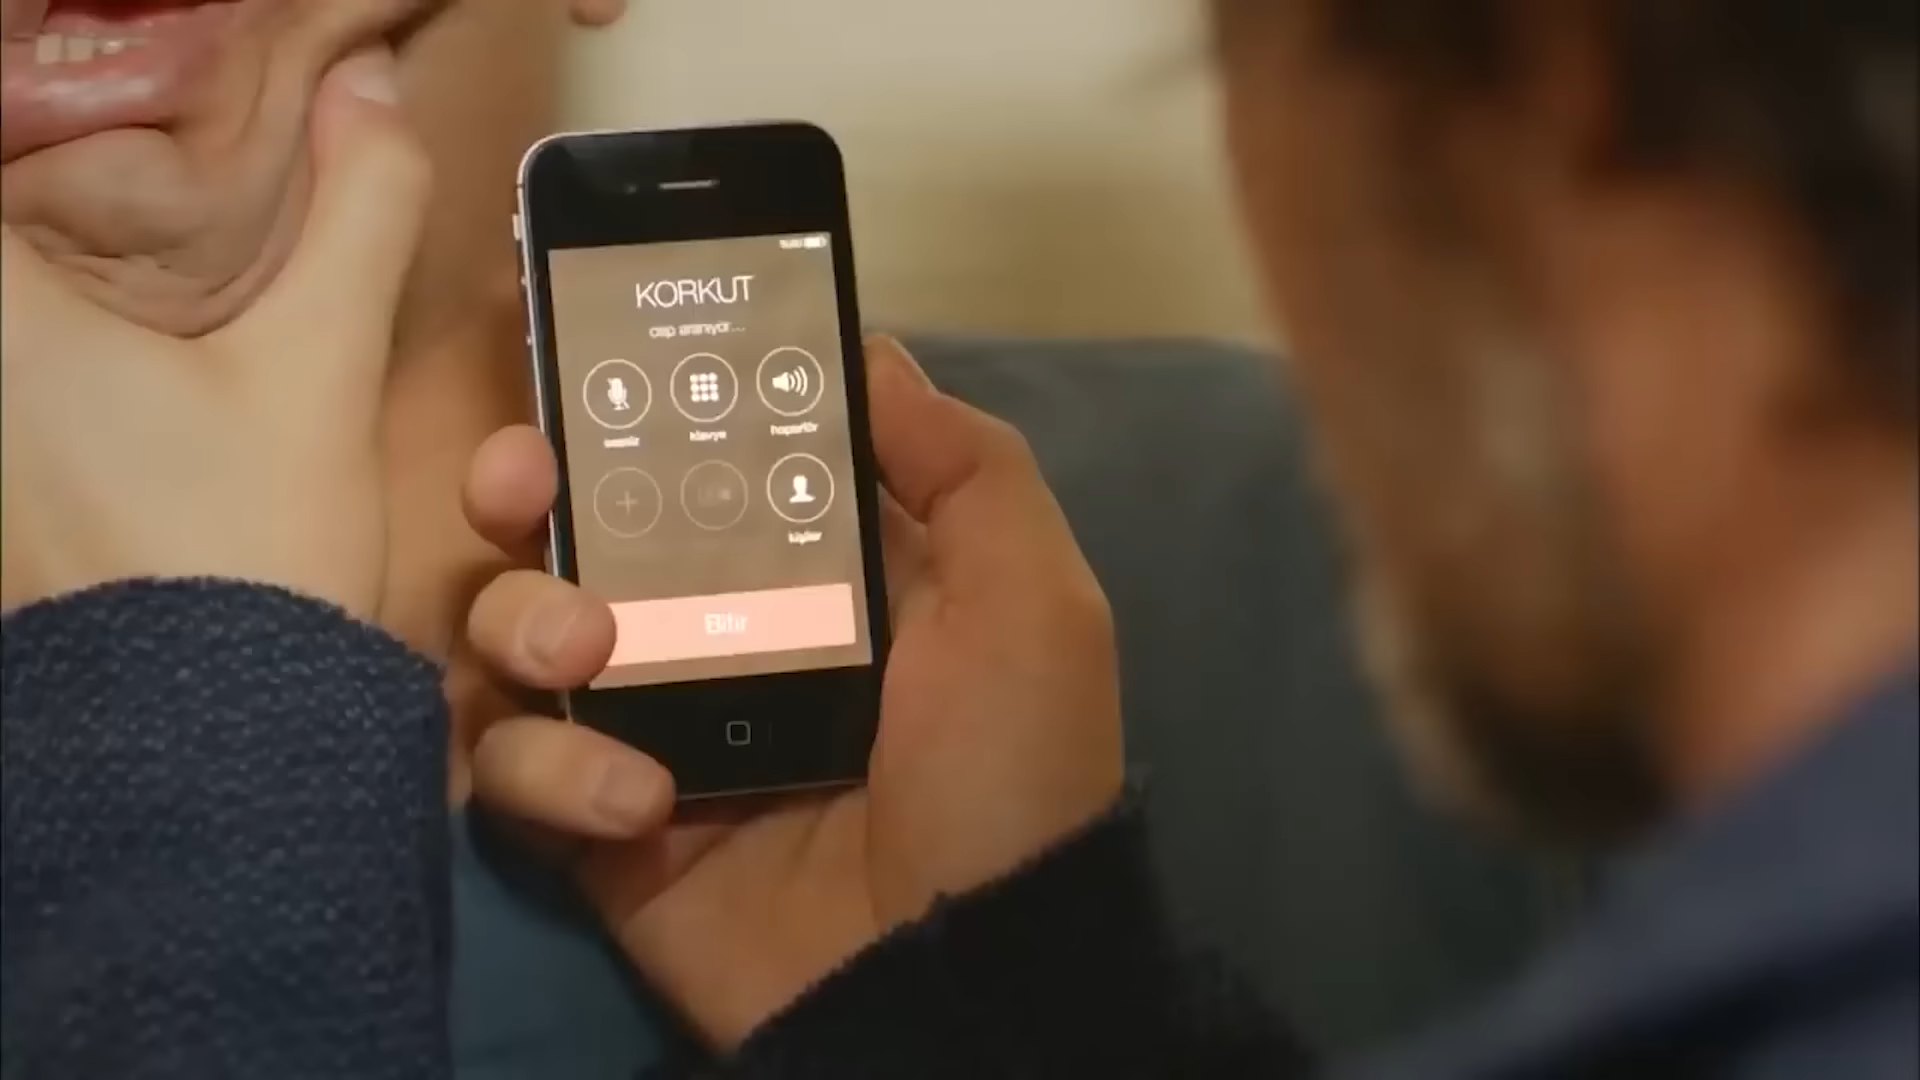 KORKUT
cep aranıyor...
sessiz klavye hoparlör
kişiler
Bitir